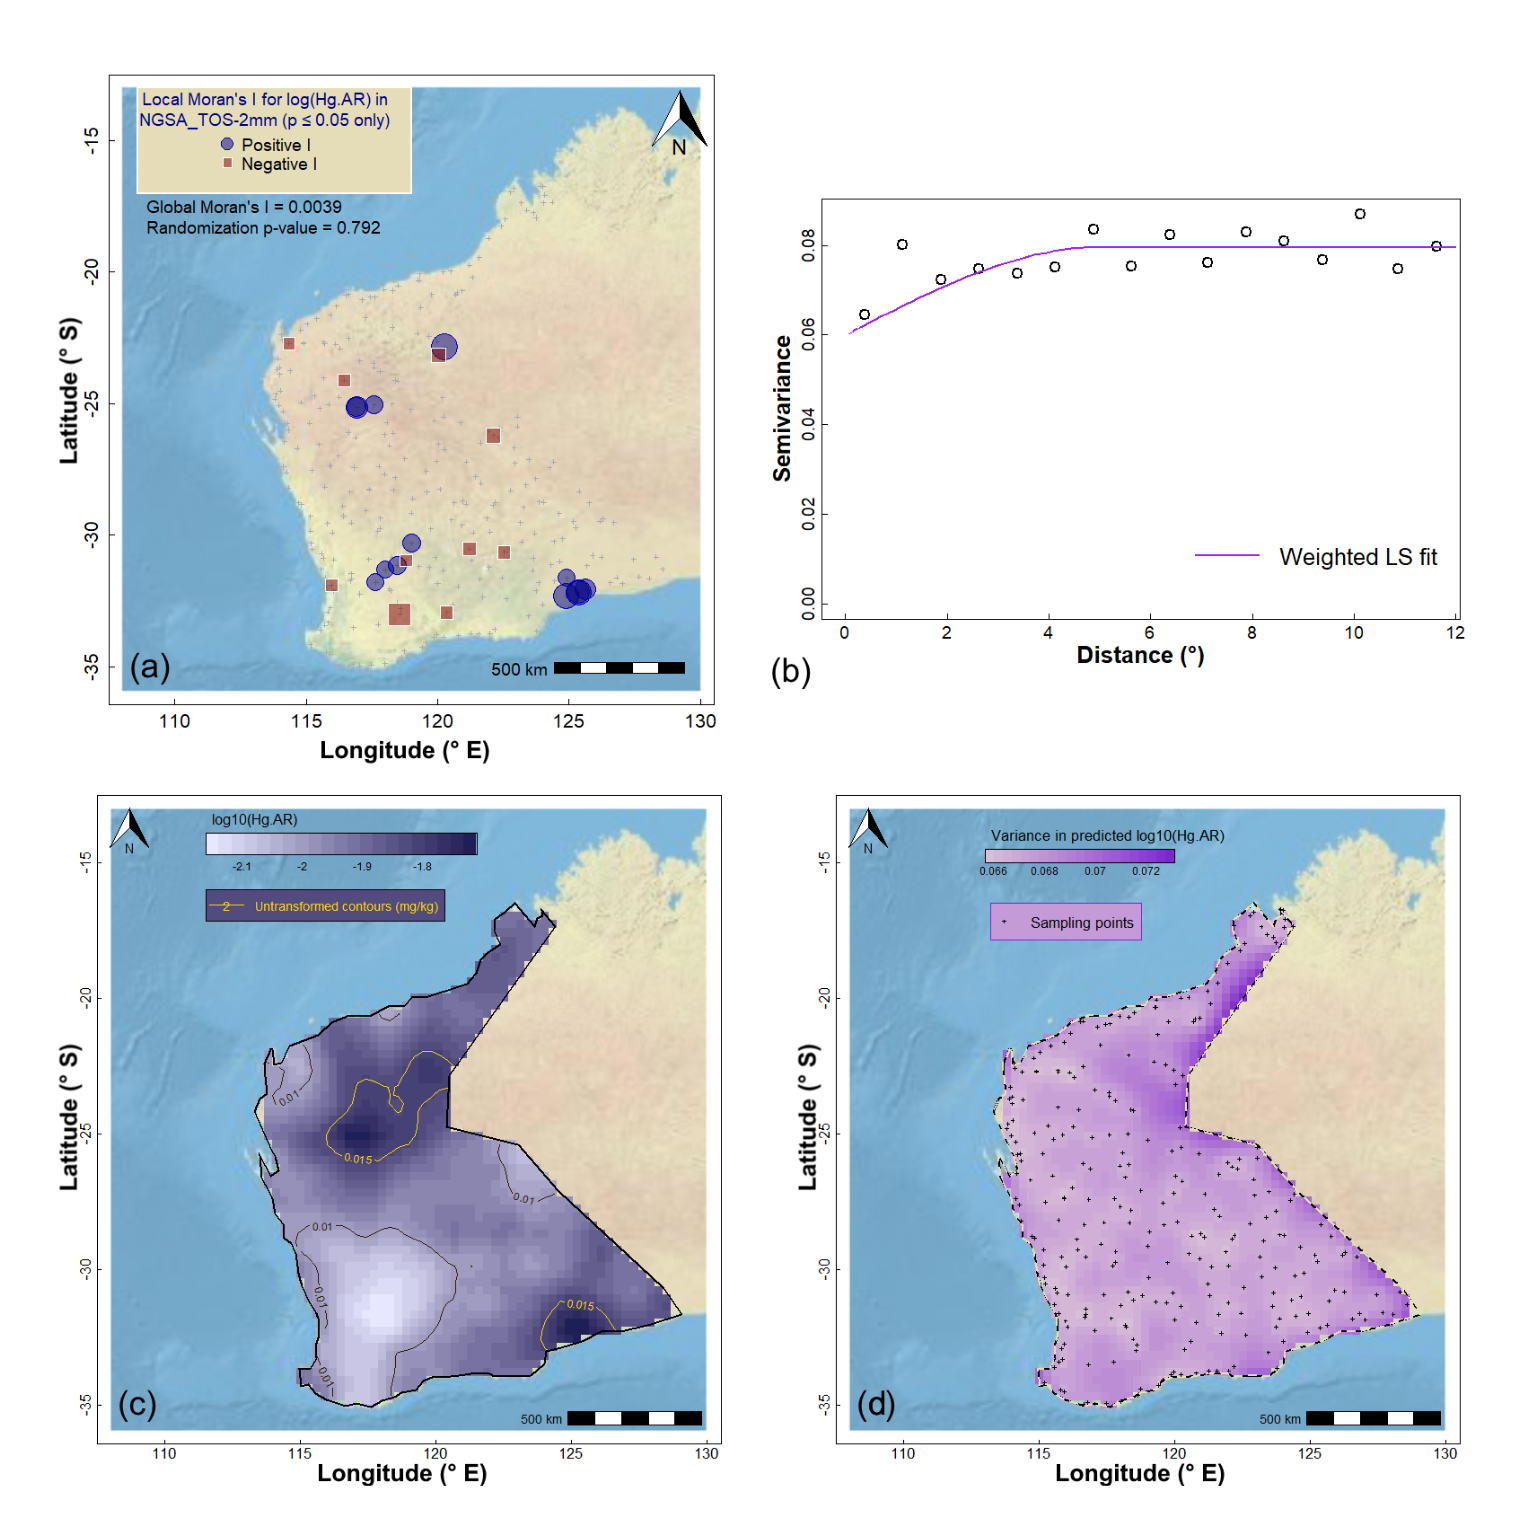 Local Moran's I for log(Hg.AR) in
NGSA_TOS-2mm (p ≤ 0.05 only)
Positive I
Negative I
Global Moran's I = 0.0039
Randomization p-value = 0.792
N
-15
-20
-25
-30
-35
Latitude (° S)
(a)
500 km
110 115 120 125 130
Longitude (° E)
0.08
0.06
0.04
0.02
0.00
Semivariance
Weighted LS fit
0 2 4 6 8 10 12
Distance (°)
(b)
log10(Hg.AR)
-2.1 -2 -1.9 -1.8
2 Untransformed contours (mg/kg)
N
-15
-20
-25
-30
-35
Latitude (° S)
0.01
0.015
0.01
0.01
0.01
0.015
0.01
(c)
500 km
110 115 120 125 130
Longitude (° E)
Variance in predicted log10(Hg.AR)
0.066 0.068 0.07 0.072
Sampling points
N
-15
-20
-25
-30
-35
Latitude (° S)
(d)
500 km
110 115 120 125 130
Longitude (° E)